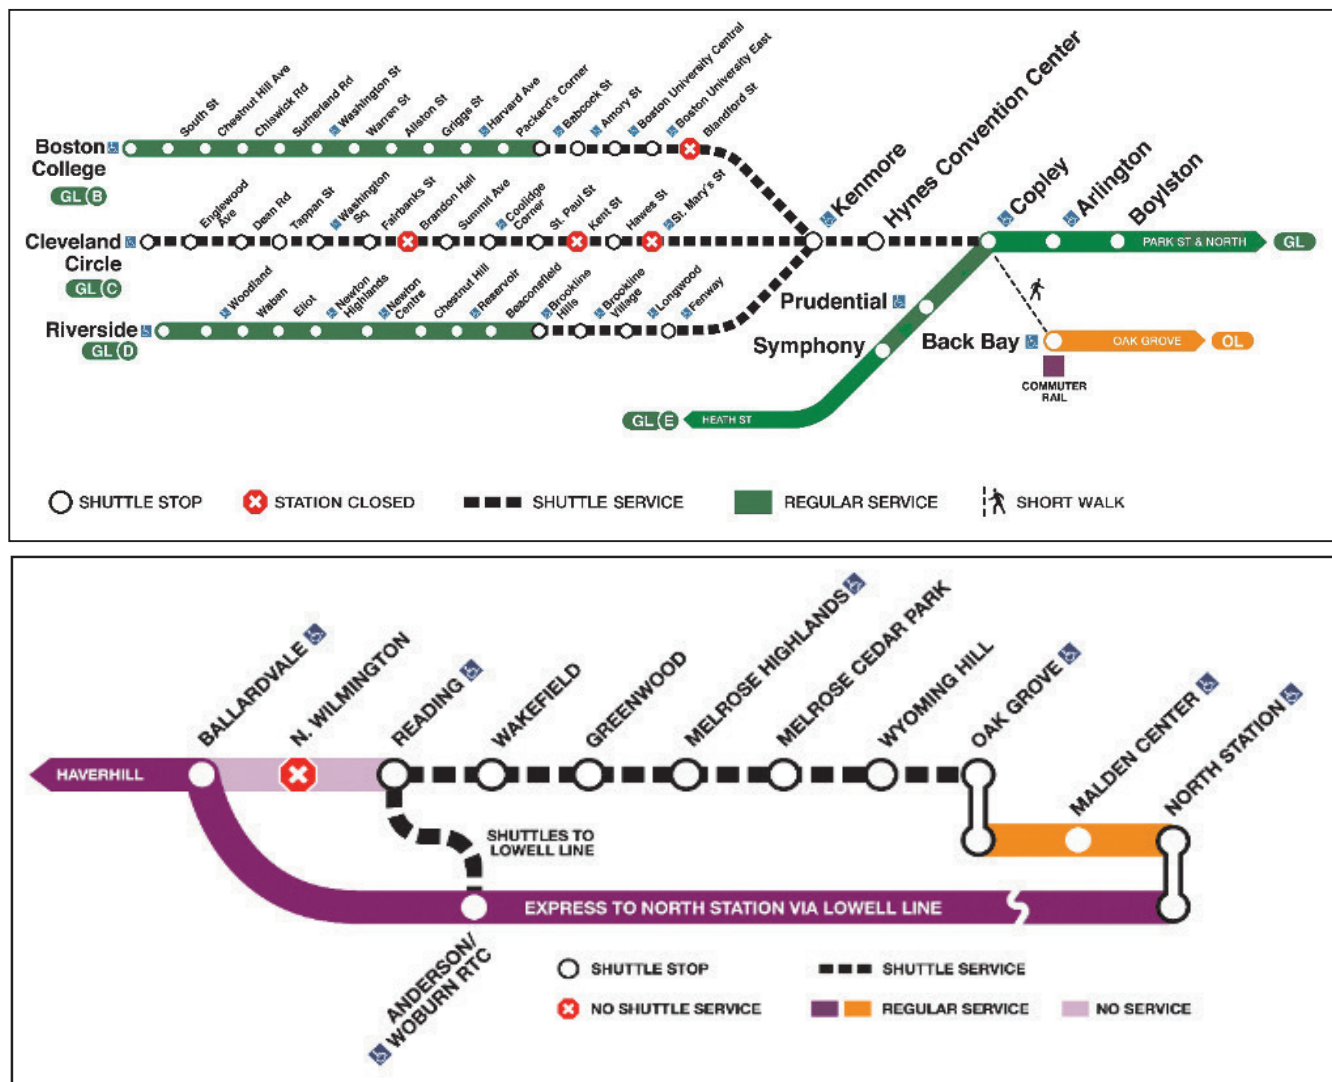 South St
Chestnut Hill Ave
Chiswick Rd
Sutherland Rd
Washington St
Warren St
Allston St
Griggs St
Harvard Ave
Packard's Corner
Babcock St
Amory St
Boston University Central
Boston University East
Blandford St
Boston
College
GL B
Englewood
Ave
Dean Rd
Tappan St
Washington
Sq
Fairbanks St
Brandon Hall
Summit Ave
Coolidge
Corner
St. Paul St
Kent St
Hawes St
St. Mary's St
Kenmore
Hynes Convention Center
Copley
Arlington
Boylston
Cleveland
Circle
GL C
PARK ST & NORTH
GL
Woodland
Waban
Eliot
Newton
Highlands
Newton
Centre
Chestnut Hill
Reservoir
Beaconsfield
Brookline
Hills
Brookline
Village
Longwood
Fenway
Riverside
GL D
Prudential
Symphony
Back Bay
OAK GROVE
OL
COMMUTER
RAIL
GL E
HEATH ST
SHUTTLE STOP
STATION CLOSED
SHUTTLE SERVICE
REGULAR SERVICE
SHORT WALK
BALLARDVALE
N. WILMINGTON
READING
WAKEFIELD
GREENWOOD
MELROSE HIGHLANDS
MELROSE CEDAR PARK
WYOMING HILL
OAK GROVE
MALDEN CENTER
NORTH STATION
HAVERHILL
SHUTTLES TO
LOWELL LINE
EXPRESS TO NORTH STATION VIA LOWELL LINE
ANDERSON/
WOBURN RTC
SHUTTLE STOP
SHUTTLE SERVICE
NO SHUTTLE SERVICE
REGULAR SERVICE
NO SERVICE